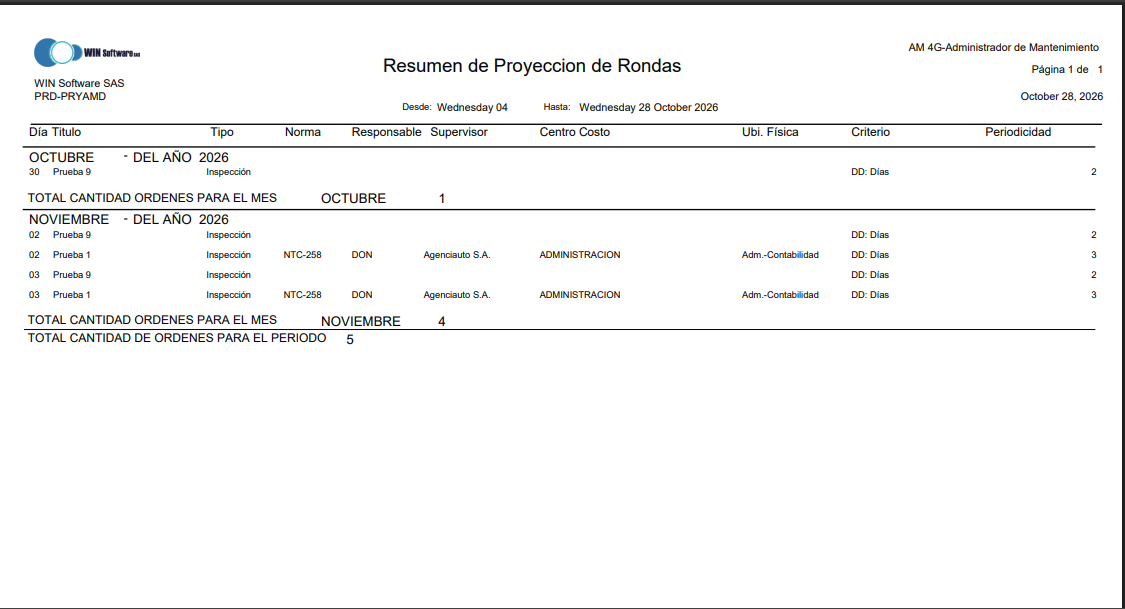 WIN Software SAS
AM 4G-Administrador de Mantenimiento
Resumen de Proyeccion de Rondas
Página 1 de 1
WIN Software SAS
PRD-PRYAMD
October 28, 2026
Desde: Wednesday 04 Hasta: Wednesday 28 October 2026
Día Titulo Tipo Norma Responsable Supervisor Centro Costo Ubi. Física Criterio Periodicidad
OCTUBRE - DEL AÑO 2026
30 Prueba 9 Inspección DD: Días 2
TOTAL CANTIDAD ORDENES PARA EL MES OCTUBRE 1
NOVIEMBRE - DEL AÑO 2026
02 Prueba 9 Inspección DD: Días 2
02 Prueba 1 Inspección NTC-258 DON Agenciauto S.A. ADMINISTRACION Adm.-Contabilidad DD: Días 3
03 Prueba 9 Inspección DD: Días 2
03 Prueba 1 Inspección NTC-258 DON Agenciauto S.A. ADMINISTRACION Adm.-Contabilidad DD: Días 3
TOTAL CANTIDAD ORDENES PARA EL MES NOVIEMBRE 4
TOTAL CANTIDAD DE ORDENES PARA EL PERIODO 5